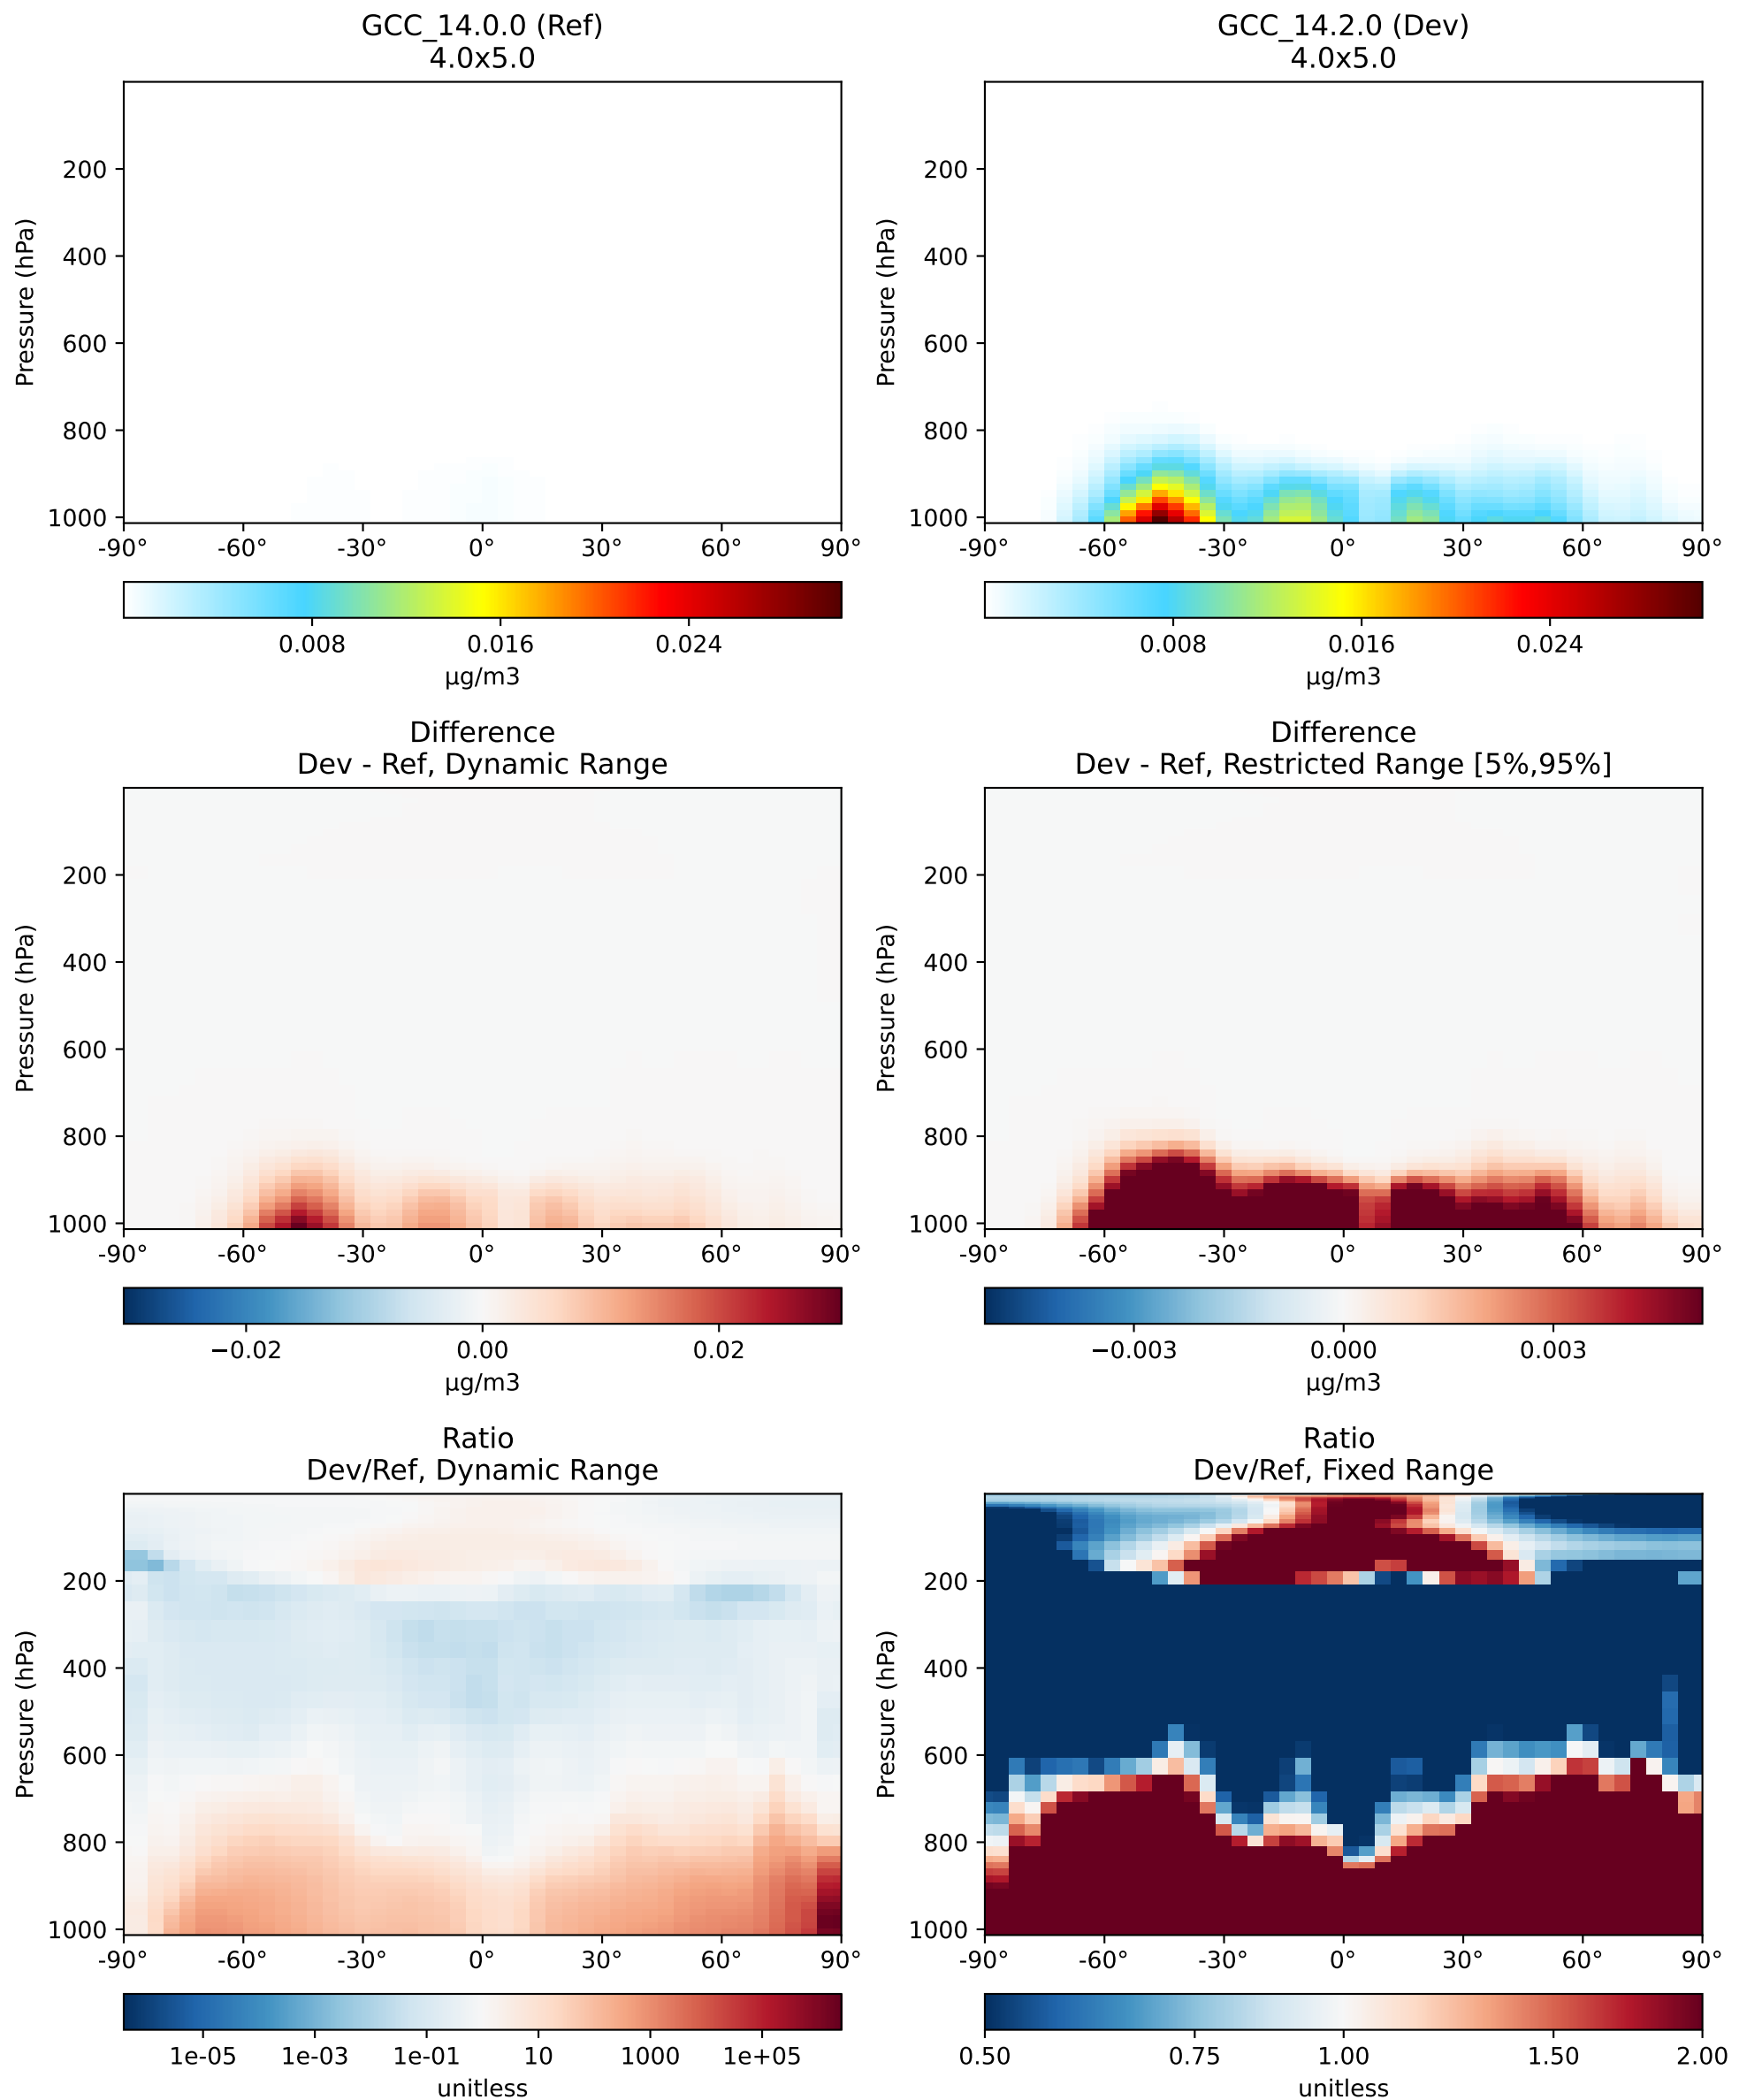 GCC_14.0.0 (Ref)
4.0x5.0
Pressure (hPa)
200
400
600
800
1000
-90° -60° -30° 0° 30° 60° 90°
0.008 0.016 0.024
µg/m3
GCC_14.2.0 (Dev)
4.0x5.0
Pressure (hPa)
200
400
600
800
1000
-90° -60° -30° 0° 30° 60° 90°
0.008 0.016 0.024
µg/m3
Difference
Dev - Ref, Dynamic Range
Pressure (hPa)
200
400
600
800
1000
-90° -60° -30° 0° 30° 60° 90°
−0.02 0.00 0.02
µg/m3
Difference
Dev - Ref, Restricted Range [5%,95%]
Pressure (hPa)
200
400
600
800
1000
-90° -60° -30° 0° 30° 60° 90°
−0.003 0.000 0.003
µg/m3
Ratio
Dev/Ref, Dynamic Range
Pressure (hPa)
200
400
600
800
1000
-90° -60° -30° 0° 30° 60° 90°
1e-05 1e-03 1e-01 10 1000 1e+05
unitless
Ratio
Dev/Ref, Fixed Range
Pressure (hPa)
200
400
600
800
1000
-90° -60° -30° 0° 30° 60° 90°
0.50 0.75 1.00 1.50 2.00
unitless